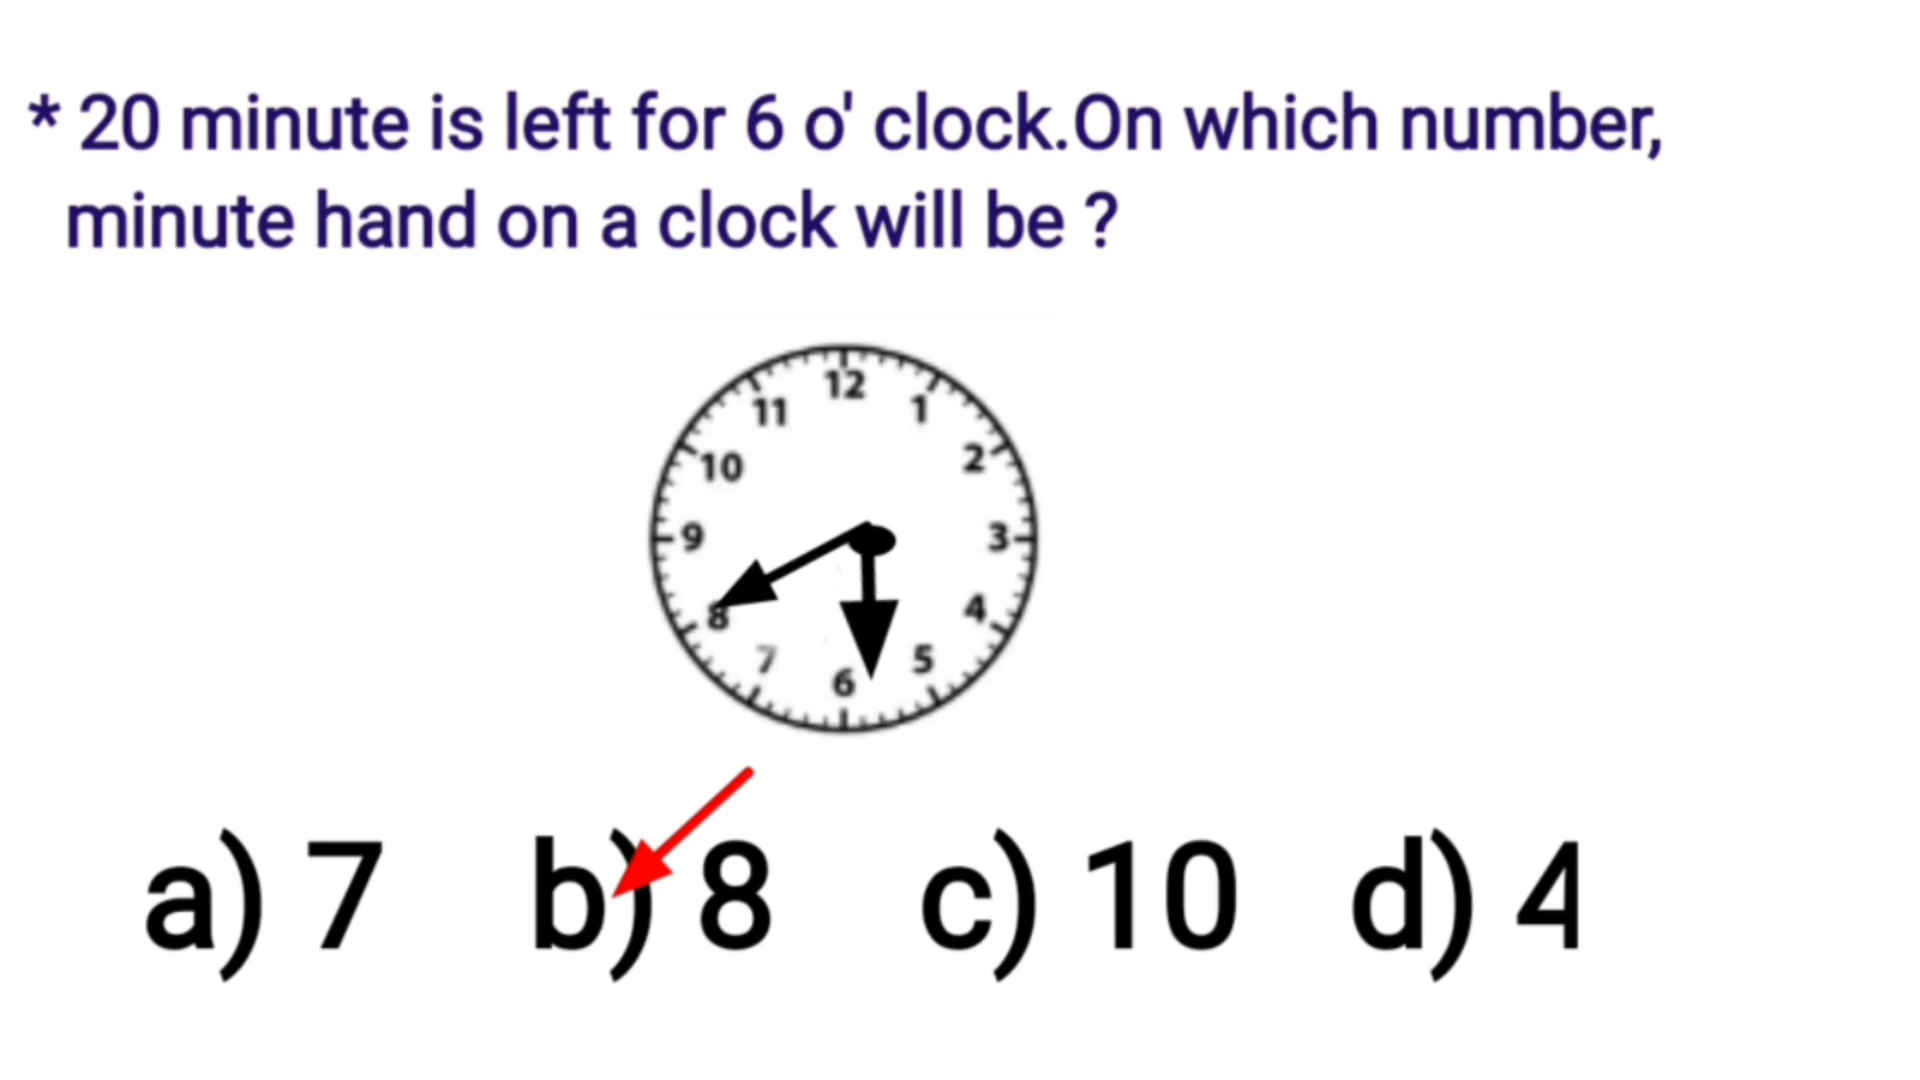 * 20 minute is left for 6 o' clock.On which number,
minute hand on a clock will be ?
12
11 1
10 2
9 3
8 4
7 5
6
a) 7 b) 8 c) 10 d) 4